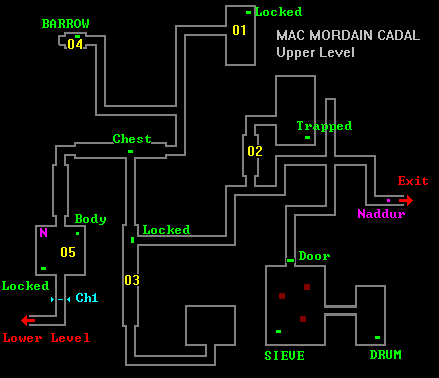 BARROW
04
01
Locked
MAC MORDAIN CADAL
Upper Level
Chest
02
Trapped
Exit
Naddur
N
Body
05
Locked
Locked
Door
03
Ch1
Lower Level
SIEVE
DRUM